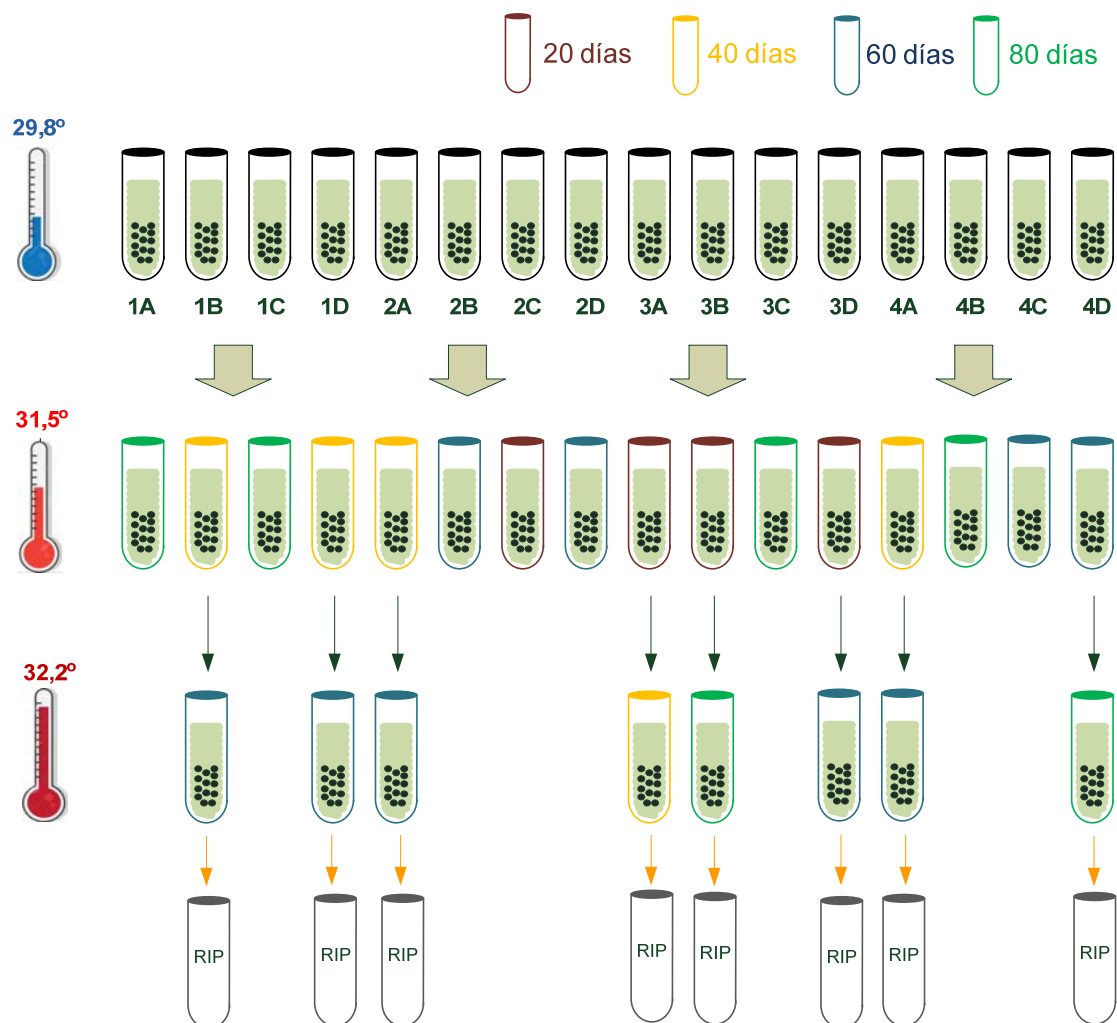 20 días 40 días 60 días 80 días
29,8º
1A 1B 1C 1D 2A 2B 2C 2D 3A 3B 3C 3D 4A 4B 4C 4D
31,5º
32,2º
RIP RIP RIP RIP RIP RIP RIP RIP